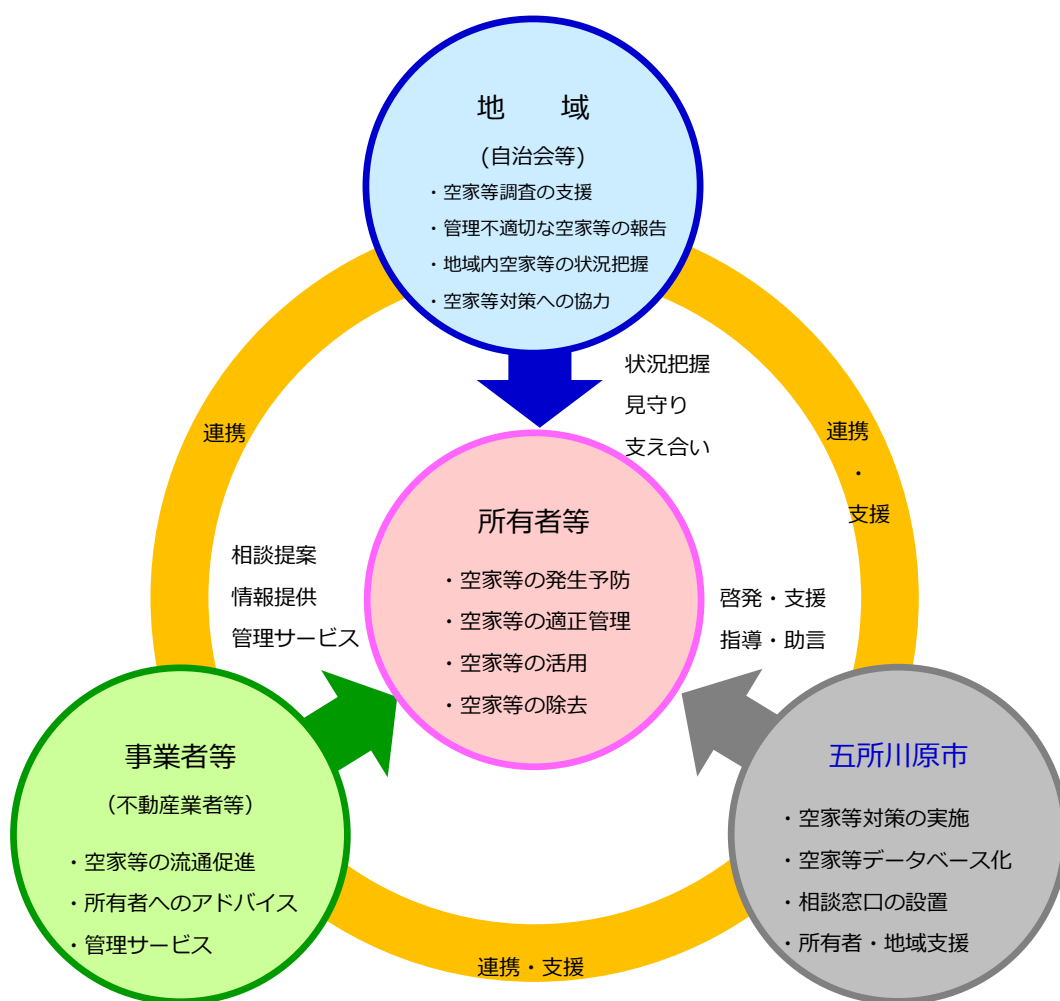 地　域
(自治会等)
・空家等調査の支援
・管理不適切な空家等の報告
・地域内空家等の状況把握
・空家等対策への協力
状況把握
見守り
支え合い
連携
連携
・
支援
所有者等
・空家等の発生予防
・空家等の適正管理
・空家等の活用
・空家等の除去
相談提案
情報提供
管理サービス
啓発・支援
指導・助言
事業者等
（不動産業者等）
・空家等の流通促進
・所有者へのアドバイス
・管理サービス
五所川原市
・空家等対策の実施
・空家等データベース化
・相談窓口の設置
・所有者・地域支援
連携・支援